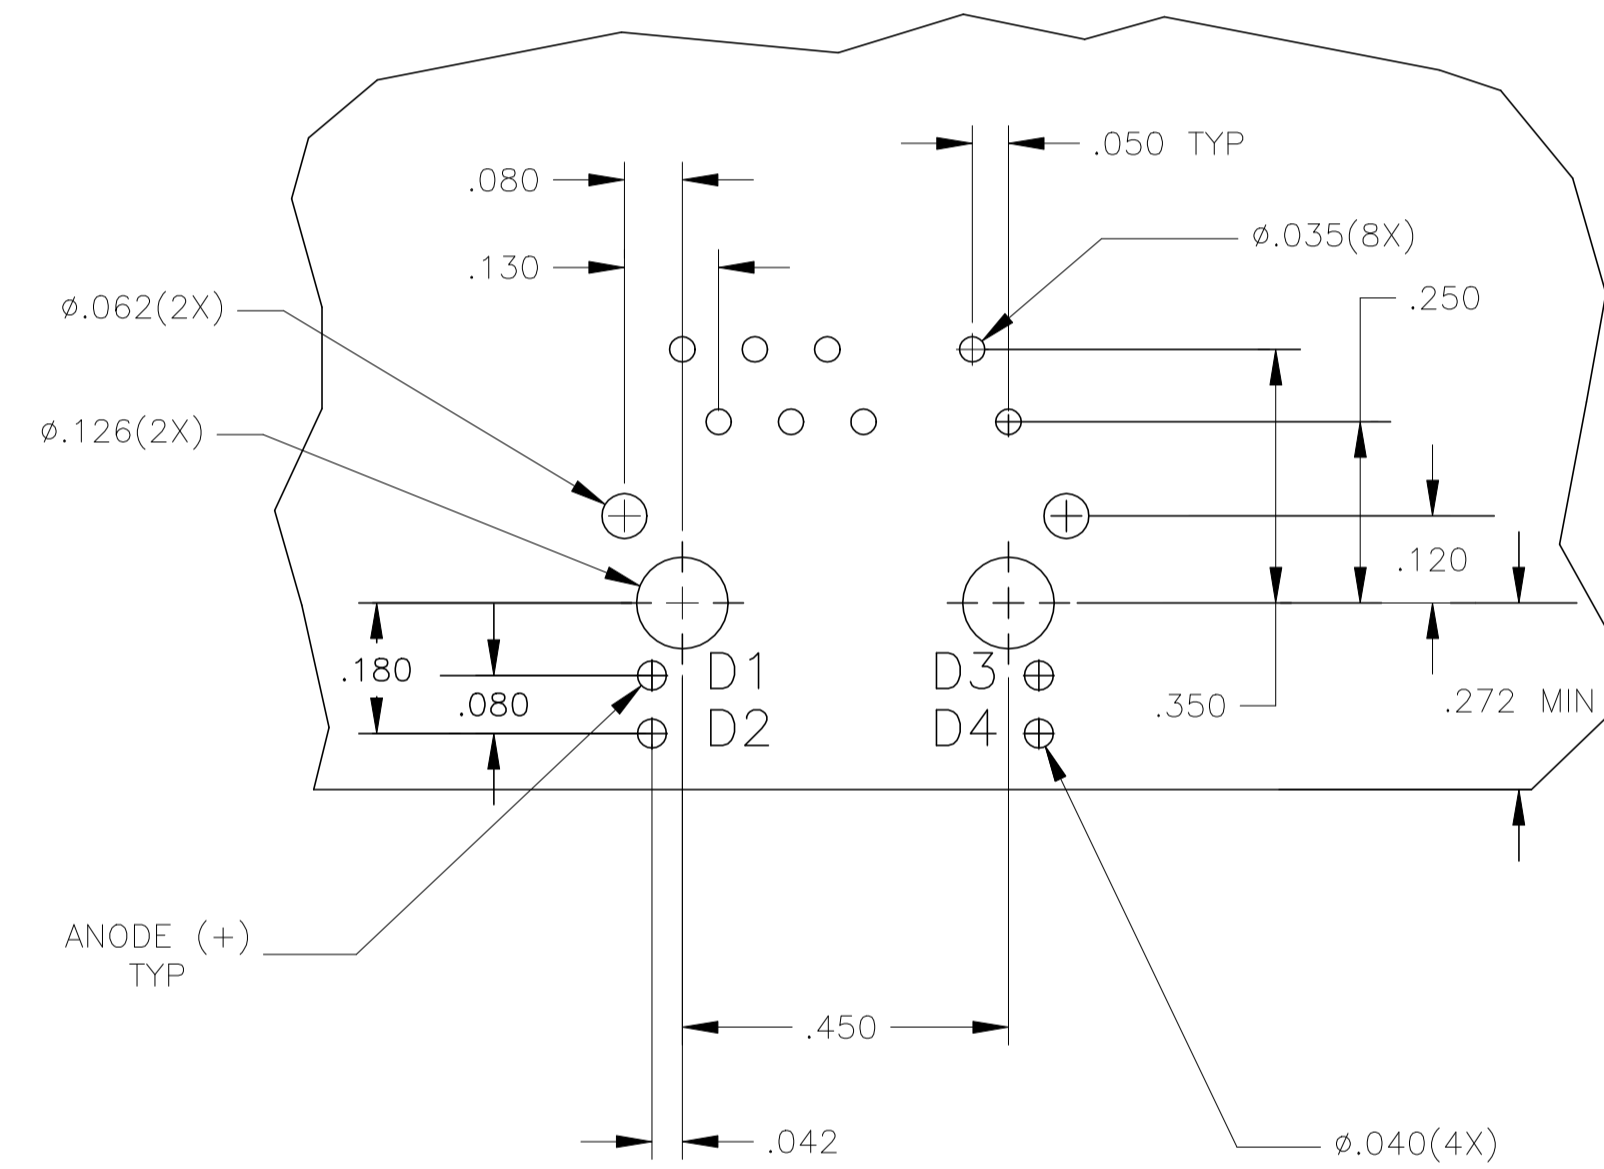 .050 TYP
.080
ø.035(8X)
.130
.250
ø.062(2X)
ø.126(2X)
.120
.180
D1
D3
.080
.350
.272 MIN
D2
D4
ANODE (+)
TYP
.450
.042
ø.040(4X)